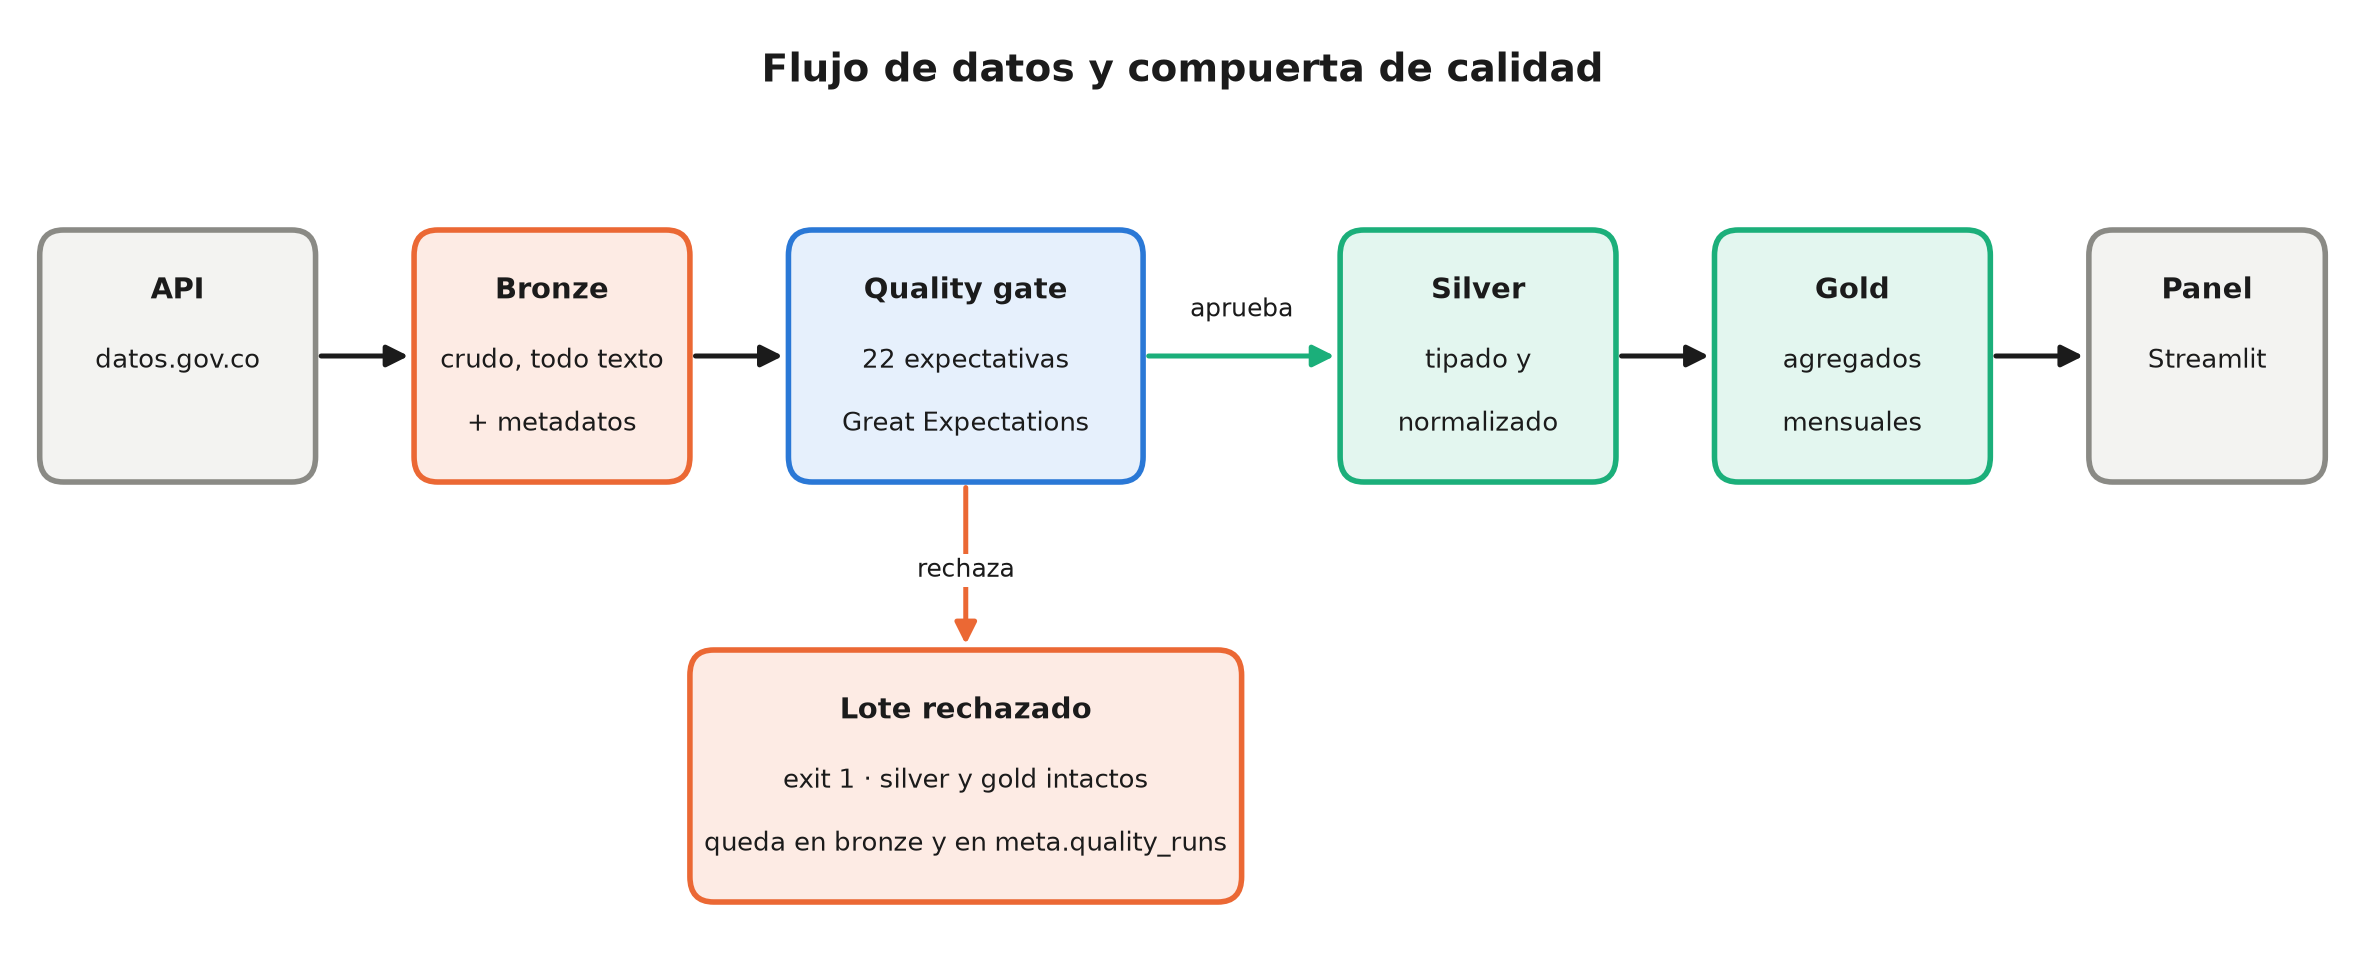 Flujo de datos y compuerta de calidad
API
datos.gov.co
Bronze
crudo, todo texto
+ metadatos
Quality gate
22 expectativas
Great Expectations
aprueba
Silver
tipado y
normalizado
Gold
agregados
mensuales
Panel
Streamlit
rechaza
Lote rechazado
exit 1 · silver y gold intactos
queda en bronze y en meta.quality_runs